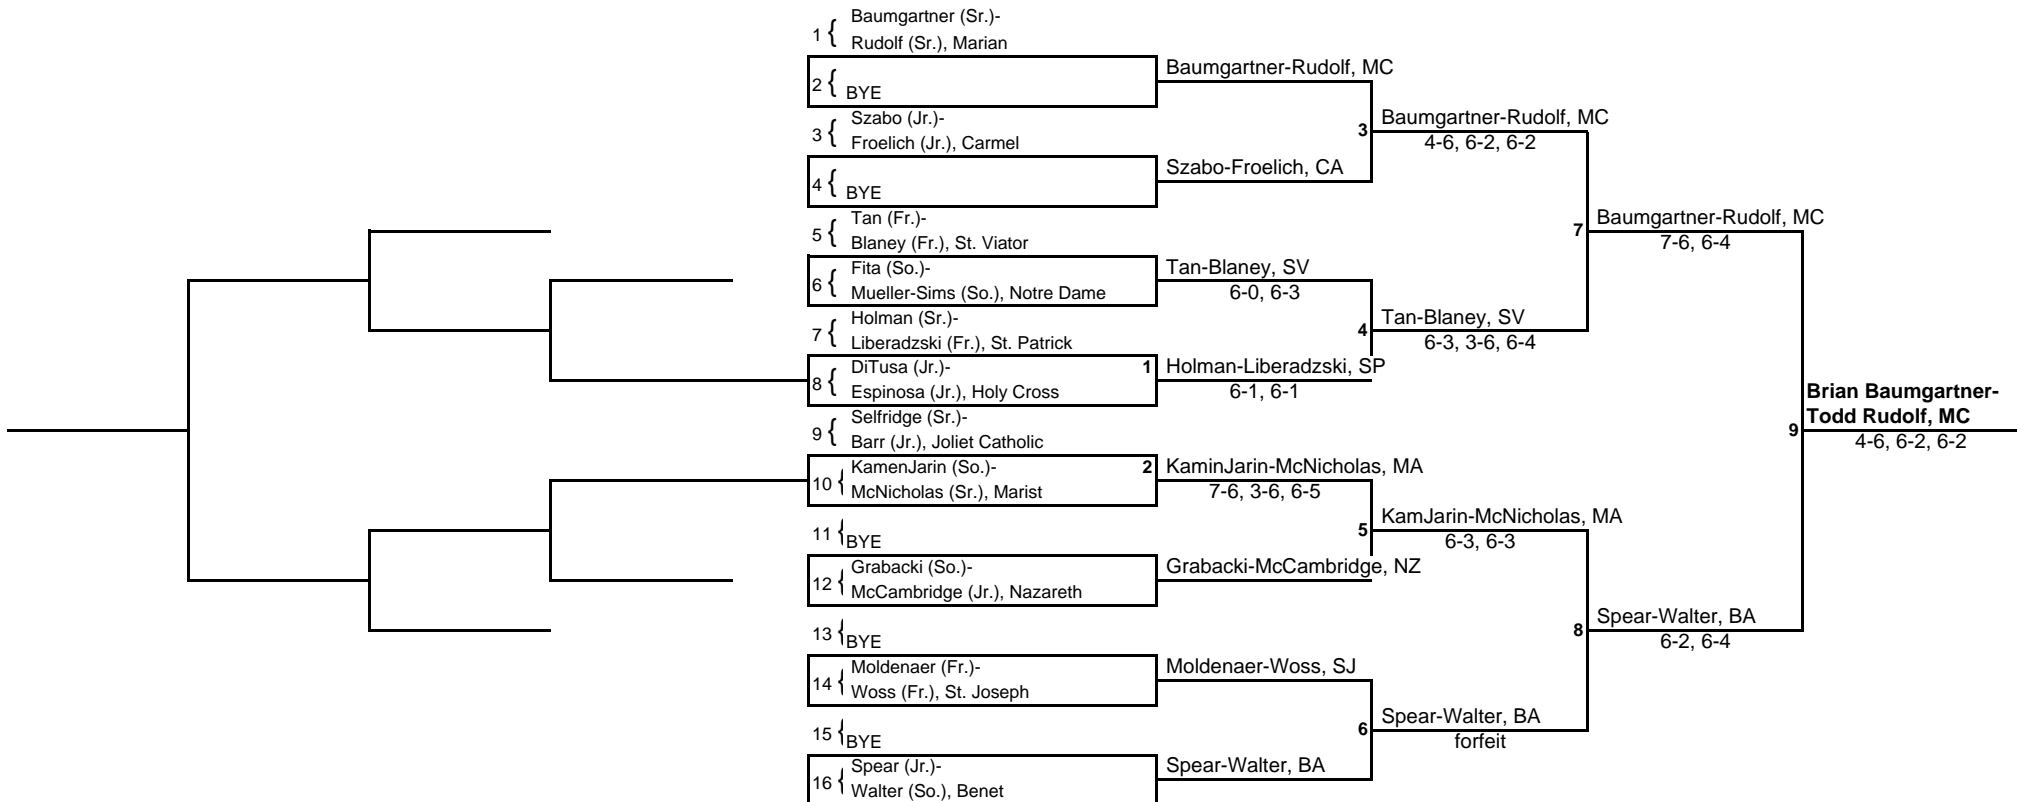 Baumgartner (Sr.)-
1 {
Rudolf (Sr.), Marian
Baumgartner-Rudolf, MC
2 { BYE
Szabo (Jr.)-
3 {
Froelich (Jr.), Carmel
3
Baumgartner-Rudolf, MC
4-6, 6-2, 6-2
Szabo-Froelich, CA
4 { BYE
Tan (Fr.)-
5 {
Blaney (Fr.), St. Viator
7
Baumgartner-Rudolf, MC
7-6, 6-4
Fita (So.)-
6 {
Mueller-Sims (So.), Notre Dame
Tan-Blaney, SV
6-0, 6-3
Holman (Sr.)-
7 {
Liberadzski (Fr.), St. Patrick
4
Tan-Blaney, SV
6-3, 3-6, 6-4
DiTusa (Jr.)-
8 {
Espinosa (Jr.), Holy Cross
1
Holman-Liberadzski, SP
6-1, 6-1
Selfridge (Sr.)-
9 {
Barr (Jr.), Joliet Catholic
9
Brian Baumgartner-
Todd Rudolf, MC
4-6, 6-2, 6-2
KamenJarin (So.)-
10 {
McNicholas (Sr.), Marist
2
KaminJarin-McNicholas, MA
7-6, 3-6, 6-5
11 { BYE
5
KamJarin-McNicholas, MA
6-3, 6-3
Grabacki (So.)-
12 {
McCambridge (Jr.), Nazareth
Grabacki-McCambridge, NZ
13 { BYE
8
Spear-Walter, BA
6-2, 6-4
Moldenaer (Fr.)-
14 {
Woss (Fr.), St. Joseph
Moldenaer-Woss, SJ
15 { BYE
6
Spear-Walter, BA
forfeit
Spear (Jr.)-
16 {
Walter (So.), Benet
Spear-Walter, BA